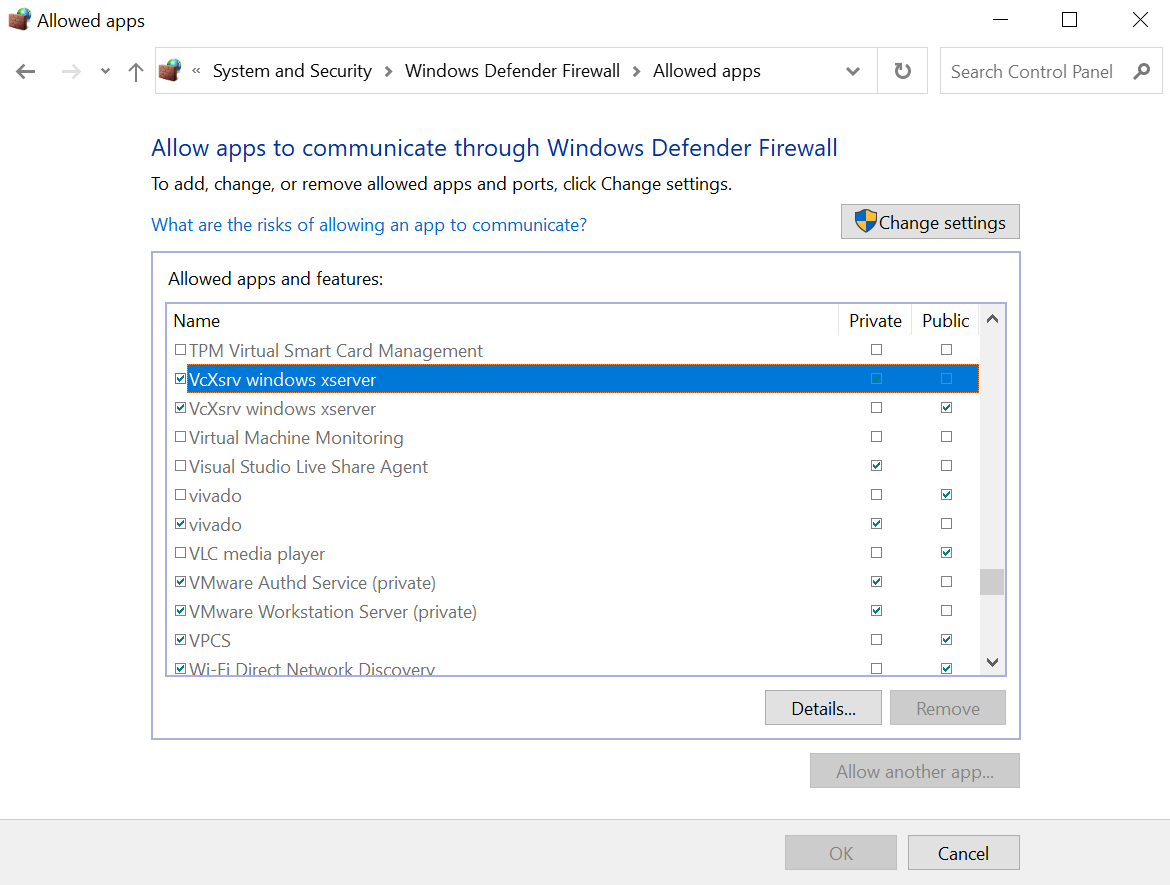 Allowed apps
« System and Security > Windows Defender Firewall > Allowed apps
Search Control Panel
Allow apps to communicate through Windows Defender Firewall
To add, change, or remove allowed apps and ports, click Change settings.
What are the risks of allowing an app to communicate?
Change settings
Allowed apps and features:
Name Private Public
TPM Virtual Smart Card Management
VcXsrv windows xserver
VcXsrv windows xserver
Virtual Machine Monitoring
Visual Studio Live Share Agent
vivado
vivado
VLC media player
VMware Authd Service (private)
VMware Workstation Server (private)
VPCS
Wi-Fi Direct Network Discovery
Details... Remove
Allow another app...
OK Cancel